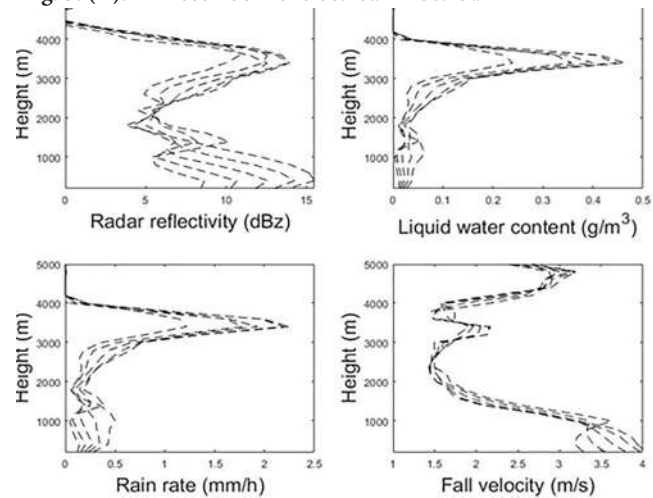 4000
3000
2000
1000
0 5 10 15
Height (m)
Radar reflectivity (dBz)
4000
3000
2000
1000
0 0.1 0.2 0.3 0.4 0.5
Height (m)
Liquid water content (g/m³)
5000
4000
3000
2000
1000
0 0.5 1 1.5 2 2.5
Height (m)
Rain rate (mm/h)
5000
4000
3000
2000
1000
1 1.5 2 2.5 3 3.5 4
Height (m)
Fall velocity (m/s)